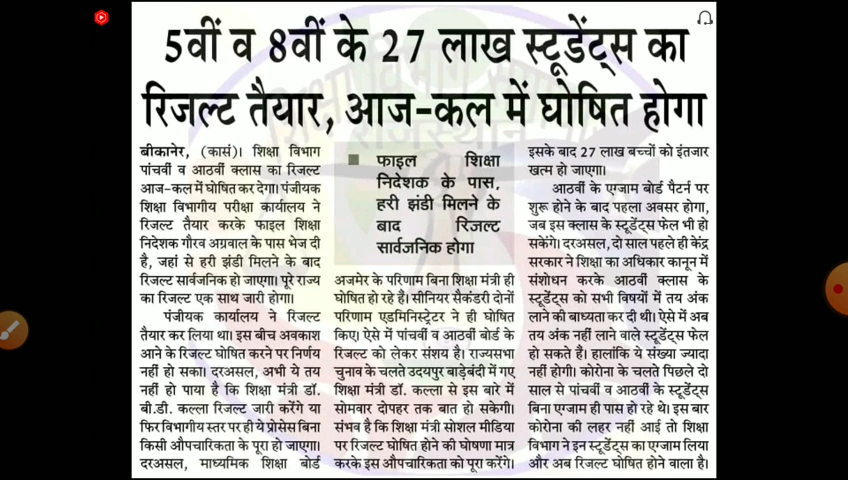 5वीं व 8वीं के 27 लाख स्टूडेंट्स का
रिजल्ट तैयार, आज-कल में घोषित होगा
बीकानेर, (कासं)। शिक्षा विभाग
पांचवीं व आठवीं क्लास का रिजल्ट
आज-कल में घोषित कर देगा। पंजीयक
शिक्षा विभागीय परीक्षा कार्यालय ने
रिजल्ट तैयार करके फाइल शिक्षा
निदेशक गौरव अग्रवाल के पास भेज दी
है, जहां से हरी झंडी मिलने के बाद
रिजल्ट सार्वजनिक हो जाएगा। पूरे राज्य
का रिजल्ट एक साथ जारी होगा।
पंजीयक कार्यालय ने रिजल्ट
तैयार कर लिया था। इस बीच अवकाश
आने के रिजल्ट घोषित करने पर निर्णय
नहीं हो सका। दरअसल, अभी ये तय
नहीं हो पाया है कि शिक्षा मंत्री डॉ.
बी.डी. कल्ला रिजल्ट जारी करेंगे या
फिर विभागीय स्तर पर ही ये प्रोसेस बिना
किसी औपचारिकता के पूरा हो जाएगा।
दरअसल, माध्यमिक शिक्षा बोर्ड
फाइल शिक्षा
निदेशक के पास,
हरी झंडी मिलने के
बाद रिजल्ट
सार्वजनिक होगा
अजमेर के परिणाम बिना शिक्षा मंत्री ही
घोषित हो रहे हैं। सीनियर सैकंडरी दोनों
परिणाम एडमिनिस्ट्रेटर ने ही घोषित
किए। ऐसे में पांचवीं व आठवीं बोर्ड के
रिजल्ट को लेकर संशय है। राज्यसभा
चुनाव के चलते उदयपुर बाड़ेबंदी में गए
शिक्षा मंत्री डॉ. कल्ला से इस बारे में
सोमवार दोपहर तक बात हो सकेगी।
संभव है कि शिक्षा मंत्री सोशल मीडिया
पर रिजल्ट घोषित होने की घोषणा मात्र
करके इस औपचारिकता को पूरा करेंगे।
इसके बाद 27 लाख बच्चों को इंतजार
खत्म हो जाएगा।
आठवीं के एग्जाम बोर्ड पैटर्न पर
शुरू होने के बाद पहला अवसर होगा,
जब इस क्लास के स्टूडेंट्स फेल भी हो
सकेंगे। दरअसल, दो साल पहले ही केंद्र
सरकार ने शिक्षा का अधिकार कानून में
संशोधन करके आठवीं क्लास के
स्टूडेंट्स को सभी विषयों में तय अंक
लाने की बाध्यता कर दी थी। ऐसे में अब
तय अंक नहीं लाने वाले स्टूडेंट्स फेल
हो सकते हैं। हालांकि ये संख्या ज्यादा
नहीं होगी। कोरोना के चलते पिछले दो
साल से पांचवीं व आठवीं के स्टूडेंट्स
बिना एग्जाम ही पास हो रहे थे। इस बार
कोरोना की लहर नहीं आई तो शिक्षा
विभाग ने इन स्टूडेंट्स का एग्जाम लिया
और अब रिजल्ट घोषित होने वाला है।